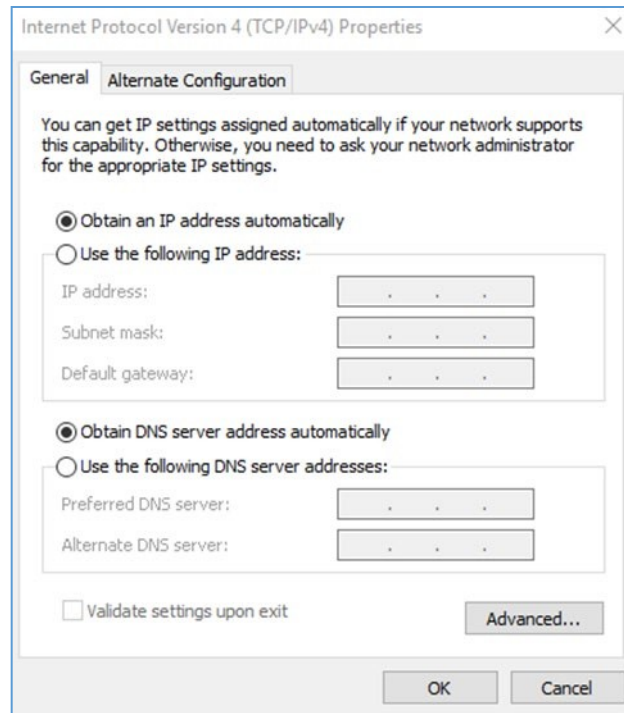 Internet Protocol Version 4 (TCP/IPv4) Properties
General Alternate Configuration
You can get IP settings assigned automatically if your network supports
this capability. Otherwise, you need to ask your network administrator
for the appropriate IP settings.
Obtain an IP address automatically
Use the following IP address:
IP address:
Subnet mask:
Default gateway:
Obtain DNS server address automatically
Use the following DNS server addresses:
Preferred DNS server:
Alternate DNS server:
Validate settings upon exit
Advanced...
OK Cancel